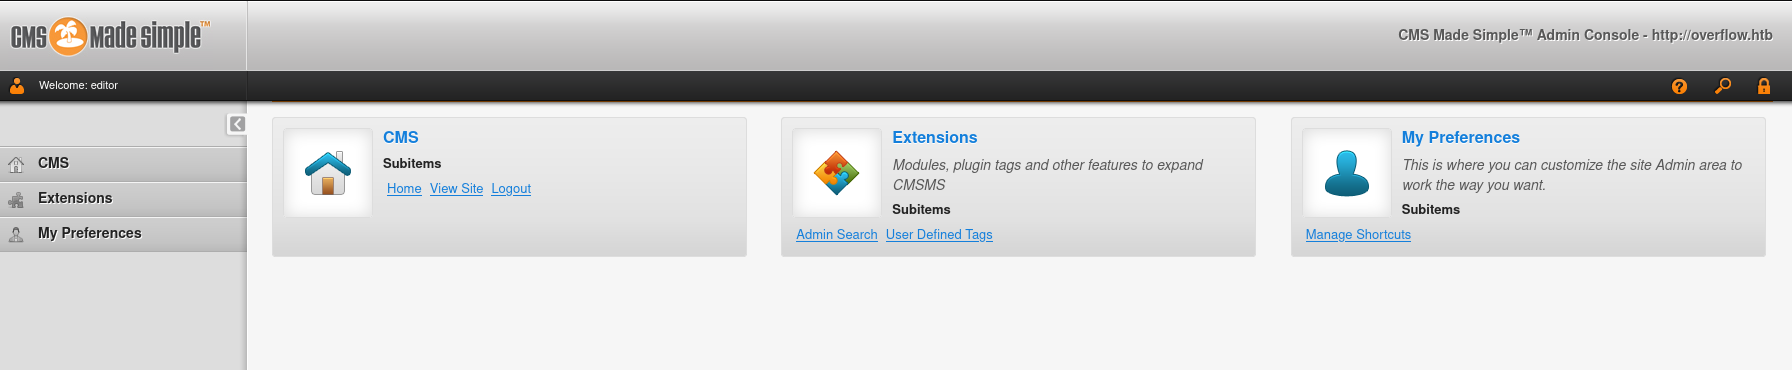 CMS Made Simple™
CMS Made Simple™ Admin Console - http://overflow.htb
Welcome: editor
CMS
Extensions
My Preferences
CMS
Subitems
Home View Site Logout
Extensions
Modules, plugin tags and other features to expand
CMSMS
Subitems
Admin Search User Defined Tags
My Preferences
This is where you can customize the site Admin area to
work the way you want.
Subitems
Manage Shortcuts